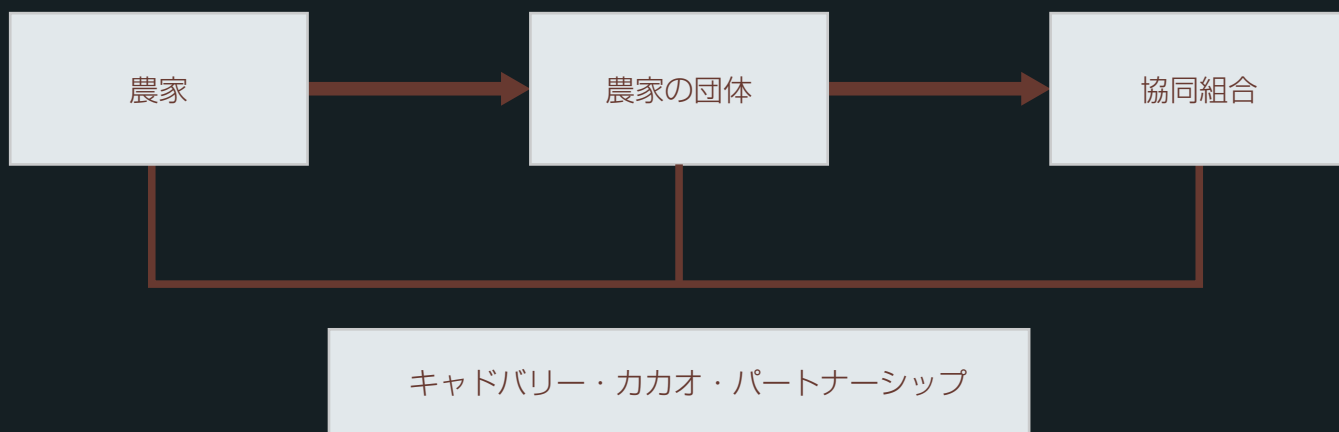 農家
農家の団体
協同組合
キャドバリー・カカオ・パートナーシップ